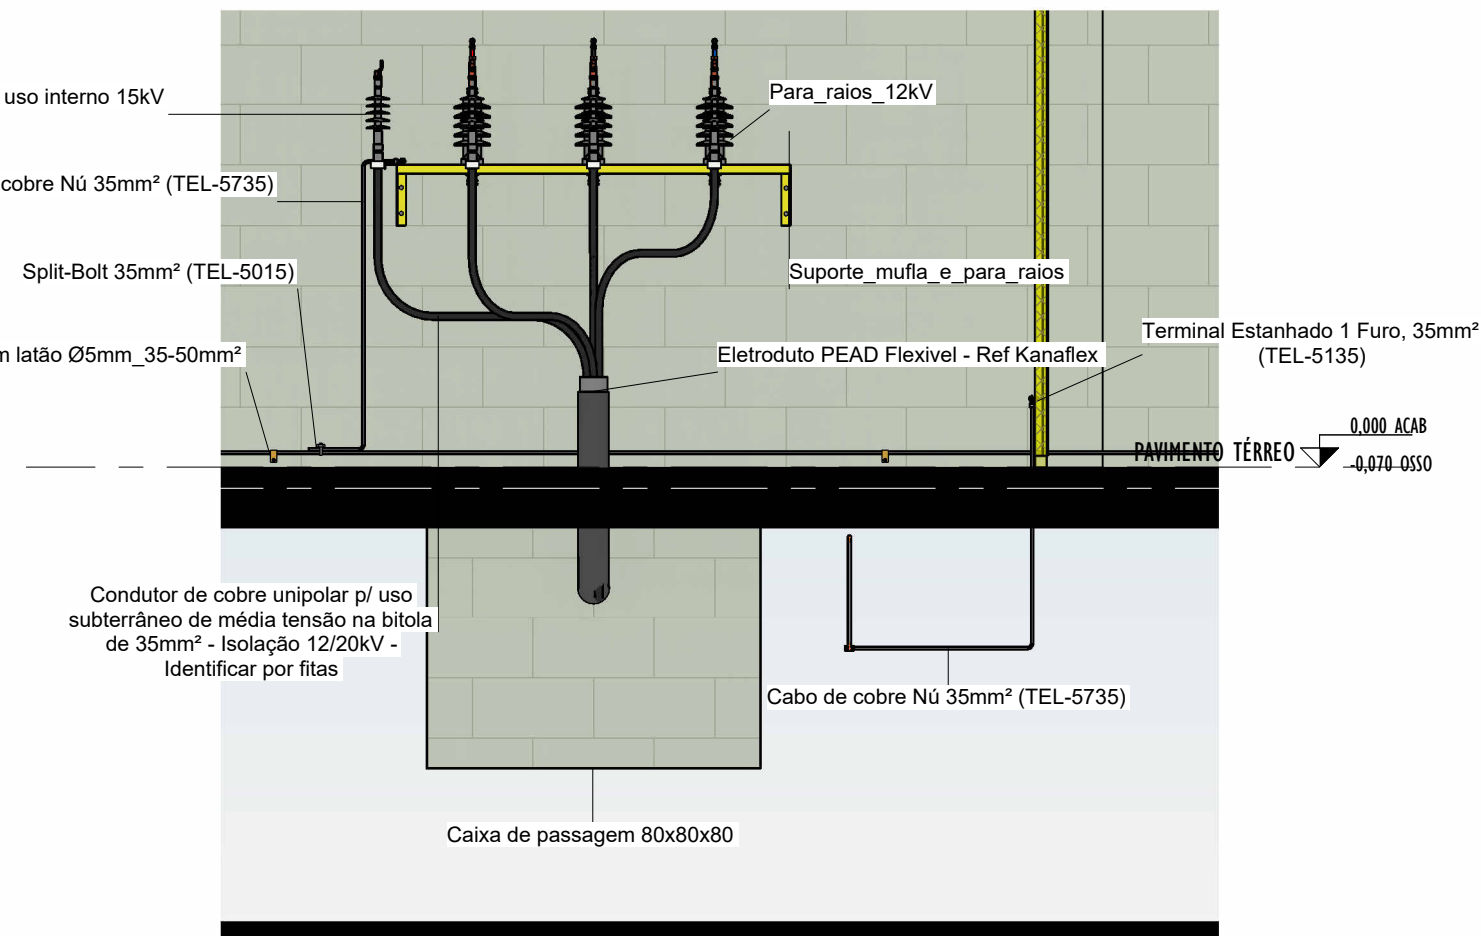 uso interno 15kV
Para_raios_12kV
cobre Nú 35mm² (TEL-5735)
Split-Bolt 35mm² (TEL-5015)
Suporte_mufla_e_para_raios
Terminal Estanhado 1 Furo, 35mm²
(TEL-5135)
latão Ø5mm_35-50mm²
Eletroduto PEAD Flexivel - Ref Kanaflex
0,000 ACAB
PAVIMENTO TÉRREO
-0,070 OSSO
Condutor de cobre unipolar p/ uso
subterrâneo de média tensão na bitola
de 35mm² - Isolação 12/20kV -
Identificar por fitas
Cabo de cobre Nú 35mm² (TEL-5735)
Caixa de passagem 80x80x80